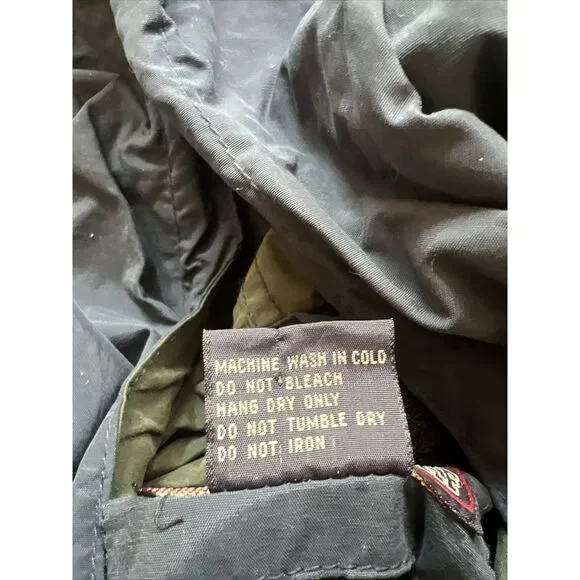 MACHINE WASH IN COLD
DO NOT BLEACH
HANG DRY ONLY
DO NOT TUMBLE DRY
DO NOT IRON